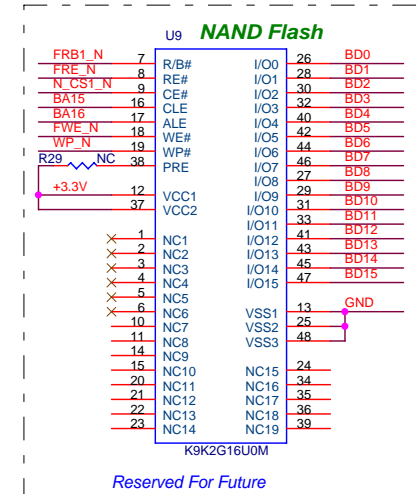 U9 NAND Flash
FRB1_N 7 R/B# I/O0 26 BD0
FRE_N 8 RE# I/O1 28 BD1
N_CS1_N 9 CE# I/O2 30 BD2
BA15 16 CLE I/O3 32 BD3
BA16 17 ALE I/O4 40 BD4
FWE_N 18 WE# I/O5 42 BD5
WP_N 19 WP# I/O6 44 BD6
R29 NC 38 PRE I/O7 46 BD7
I/O8 27 BD8
+3.3V 12 VCC1 I/O9 29 BD9
37 VCC2 I/O10 31 BD10
I/O11 33 BD11
1 NC1 I/O12 41 BD12
2 NC2 I/O13 43 BD13
3 NC3 I/O14 45 BD14
4 NC4 I/O15 47 BD15
5 NC5
6 NC6 VSS1 13 GND
10 NC7 VSS2 25
11 NC8 VSS3 48
14 NC9
15 NC10 NC15 24
20 NC11 NC16 34
21 NC12 NC17 35
22 NC13 NC18 36
23 NC14 NC19 39
K9K2G16U0M
Reserved For Future